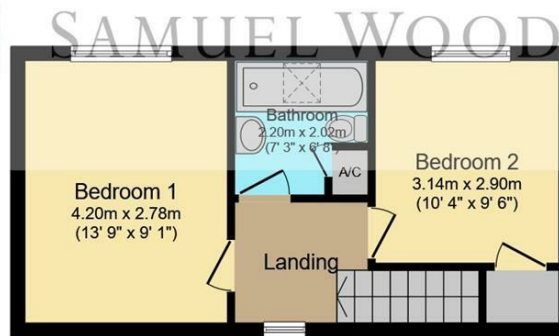 SAMUEL WOOD
Bathroom
2.20m x 2.02m
(7' 3" x 6' 8")
A/C
Bedroom 1
4.20m x 2.78m
(13' 9" x 9' 1")
Bedroom 2
3.14m x 2.90m
(10' 4" x 9' 6")
Landing